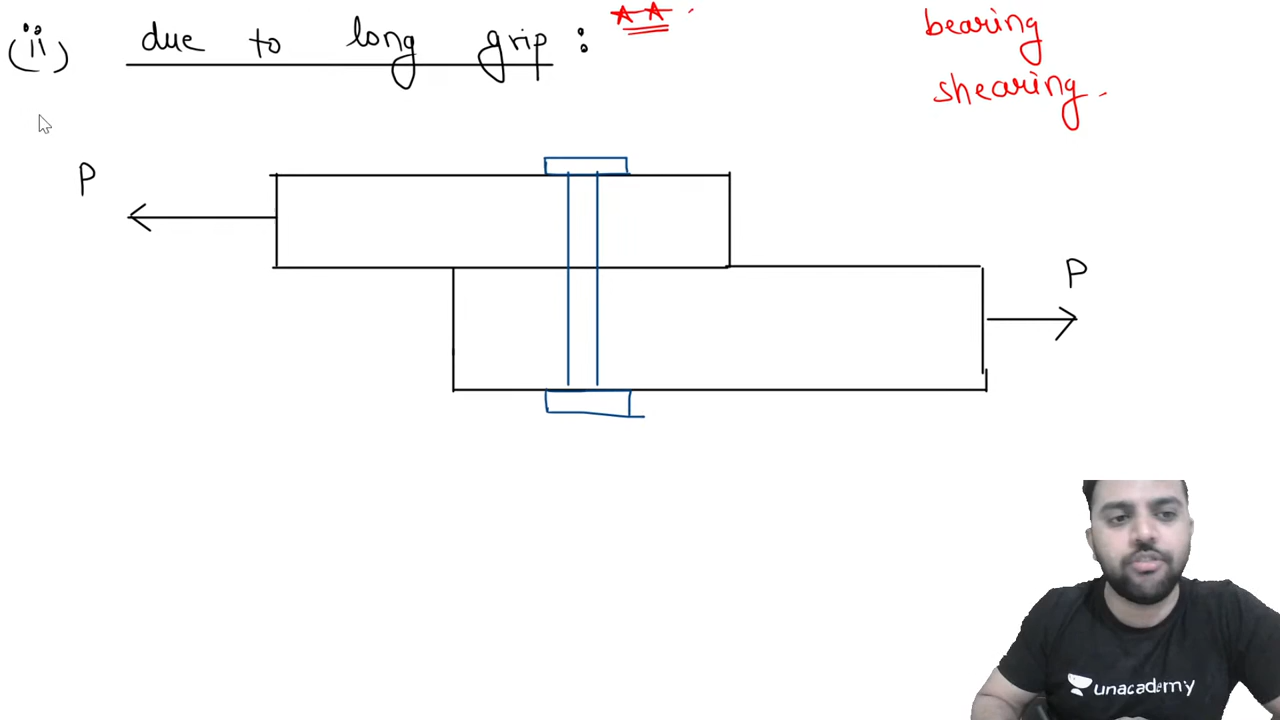 (ii) due to long grip :
bearing
shearing.
P
P
unacademy